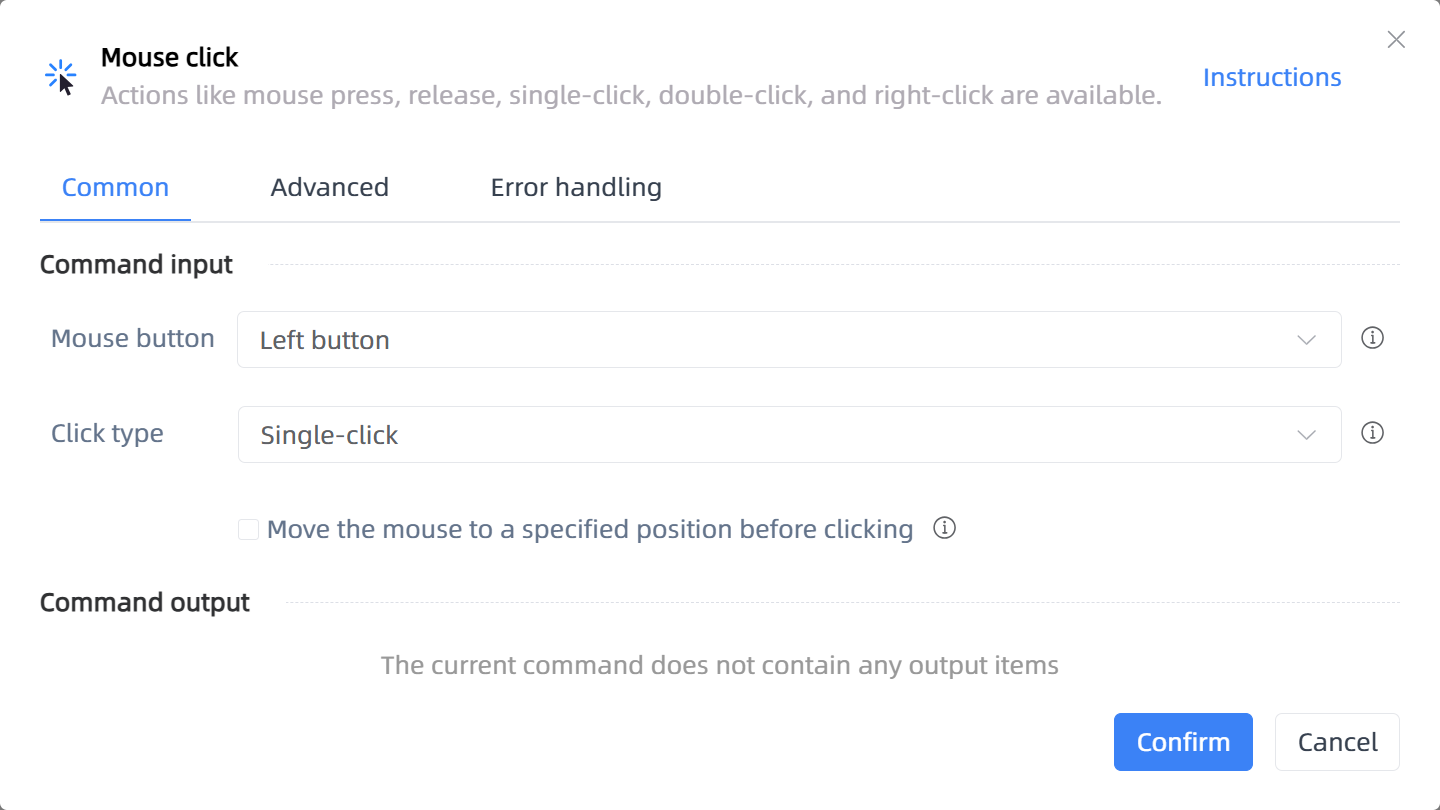 Mouse click
Actions like mouse press, release, single-click, double-click, and right-click are available.
Instructions
Common
Advanced
Error handling
Command input
Mouse button
Left button
Click type
Single-click
Move the mouse to a specified position before clicking
Command output
The current command does not contain any output items
Confirm
Cancel